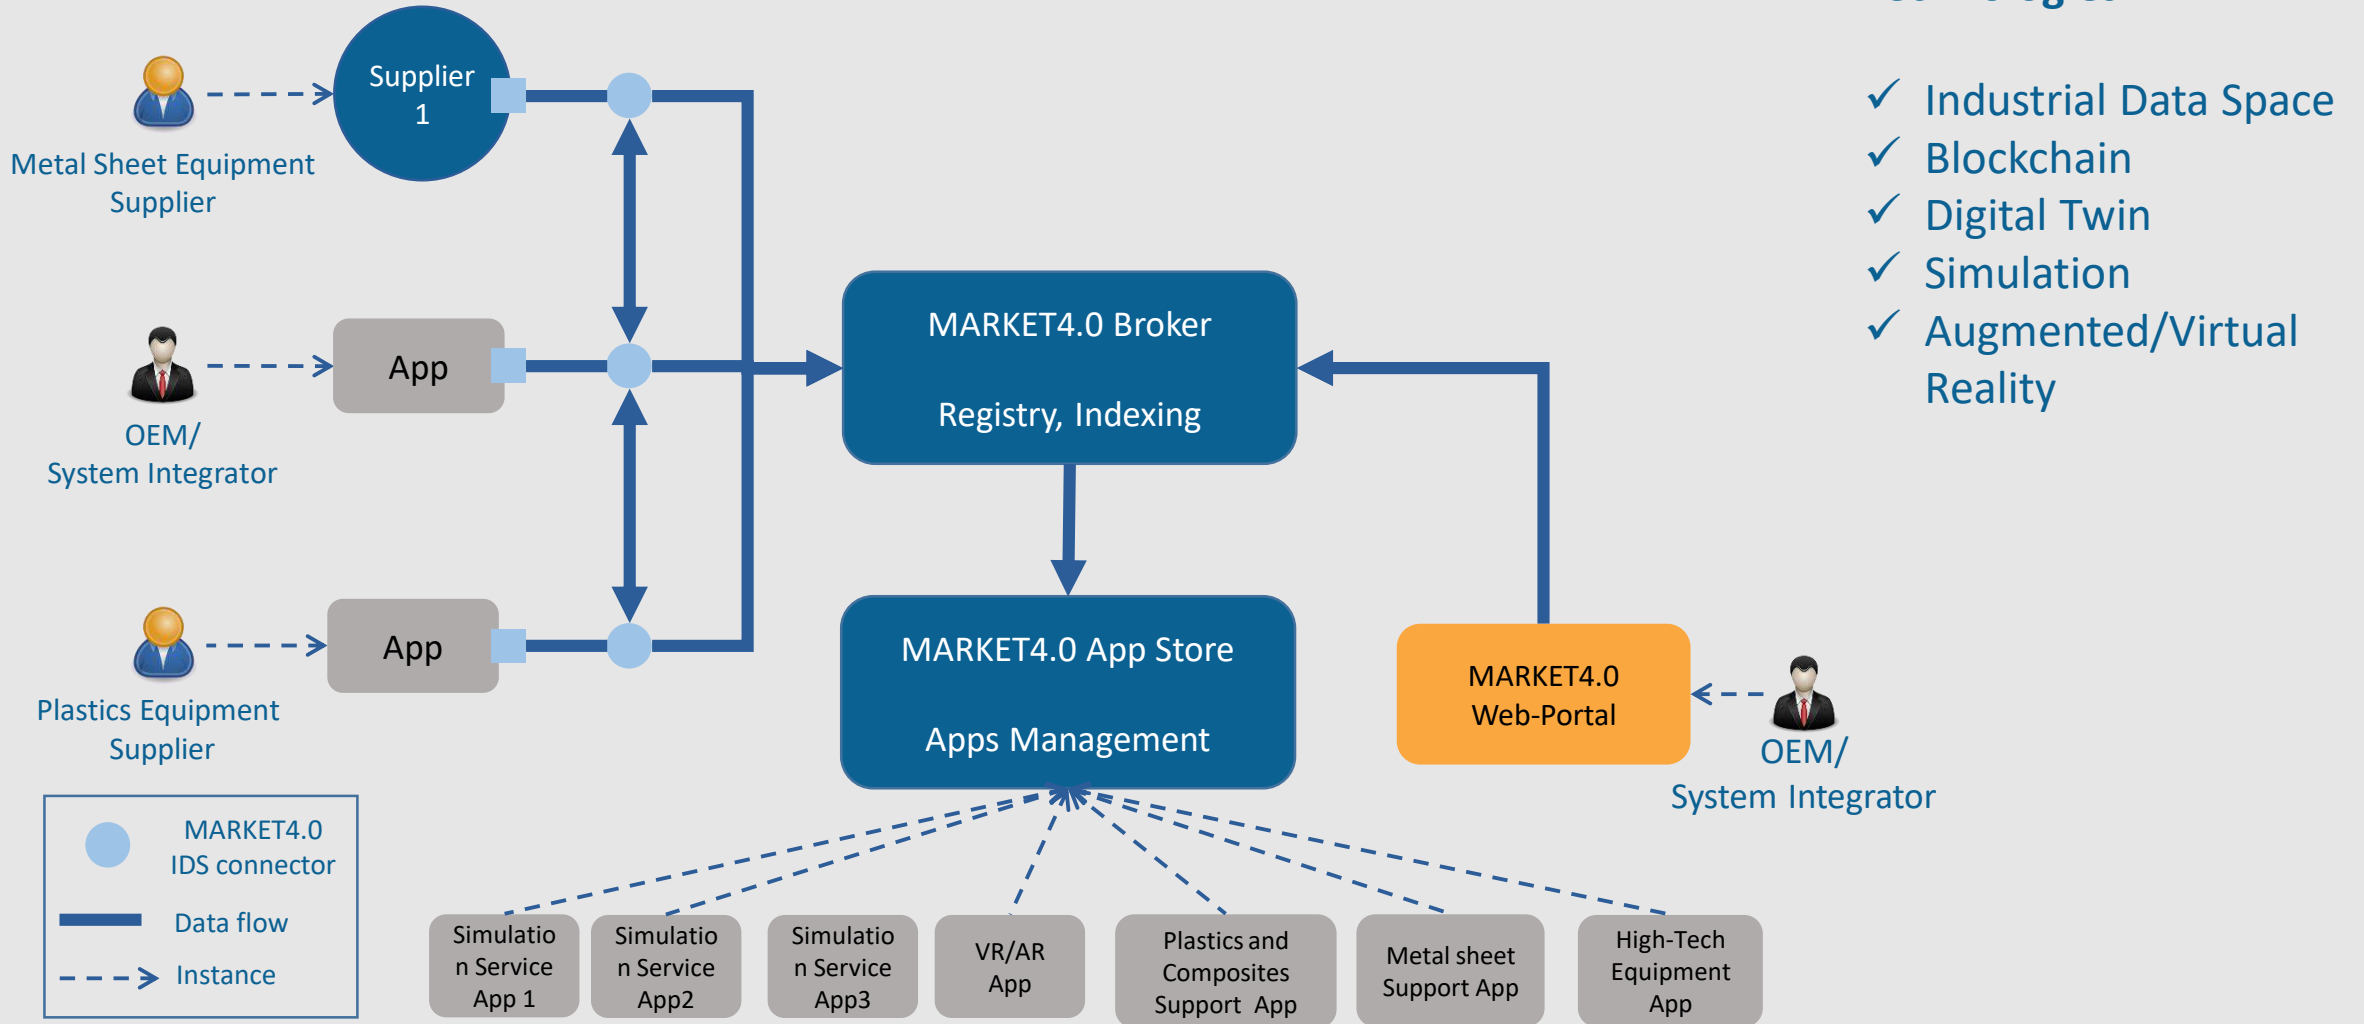 Supplier
1
Metal Sheet Equipment
Supplier
App
OEM/
System Integrator
App
Plastics Equipment
Supplier
MARKET4.0 Broker
Registry, Indexing
MARKET4.0 App Store
Apps Management
MARKET4.0
Web-Portal
OEM/
System Integrator
Industrial Data Space
Blockchain
Digital Twin
Simulation
Augmented/Virtual
Reality
MARKET4.0
IDS connector
Data flow
Instance
Simulatio
n Service
App 1
Simulatio
n Service
App2
Simulatio
n Service
App3
VR/AR
App
Plastics and
Composites
Support App
Metal sheet
Support App
High-Tech
Equipment
App